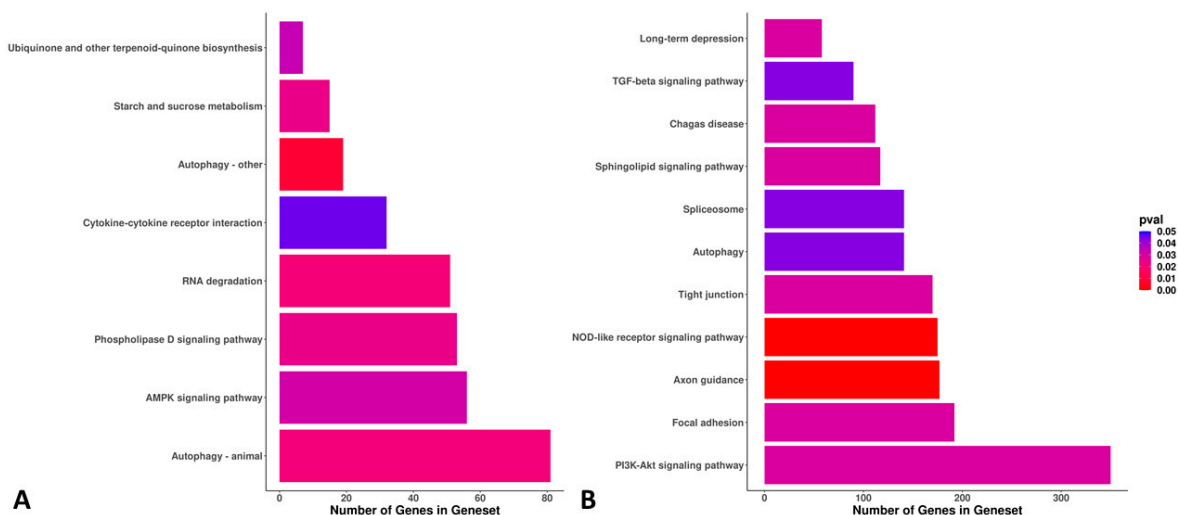 Ubiquinone and other terpenoid-quinone biosynthesis
Starch and sucrose metabolism
Autophagy - other
Cytokine-cytokine receptor interaction
RNA degradation
Phospholipase D signaling pathway
AMPK signaling pathway
Autophagy - animal
0 20 40 60 80
Number of Genes in Geneset
A
Long-term depression
TGF-beta signaling pathway
Chagas disease
Sphingolipid signaling pathway
Spliceosome
Autophagy
Tight junction
NOD-like receptor signaling pathway
Axon guidance
Focal adhesion
PI3K-Akt signaling pathway
0 100 200 300
Number of Genes in Geneset
B
pval
0.05
0.04
0.03
0.02
0.01
0.00